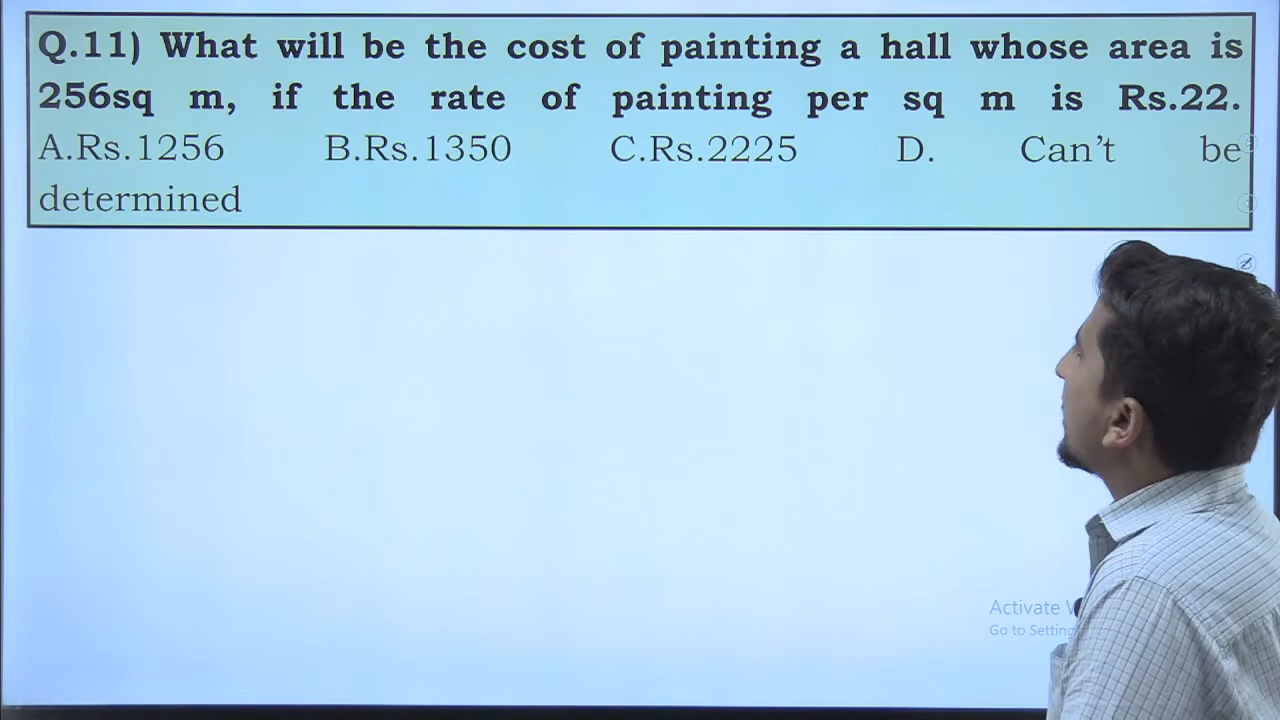 Q.11) What will be the cost of painting a hall whose area is
256sq m, if the rate of painting per sq m is Rs.22.
A.Rs.1256 B.Rs.1350 C.Rs.2225 D. Can't be
determined
Activate
Go to Setting